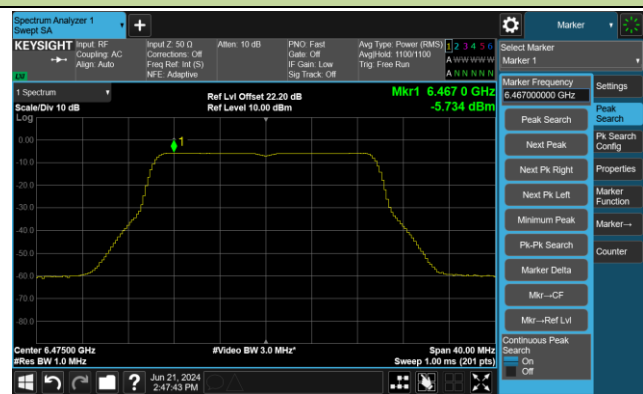 Spectrum Analyzer 1
Swept SA
Marker
KEYSIGHT
Input: RF
Coupling: AC
Align: Auto
Input Z: 50 Ω
Corrections: Off
Freq Ref: Int (S)
NFE: Adaptive
Atten: 10 dB
PNO: Fast
Gate: Off
IF Gain: Low
Sig Track: Off
Avg Type: Power (RMS)
Avg|Hold: 1100/1100
Trig: Free Run
1 2 3 4 5 6
A W W W W W
A N N N N N
Select Marker
Marker 1
LW
1 Spectrum
Scale/Div 10 dB
Log
Ref Lvl Offset 22.20 dB
Ref Level 10.00 dBm
Mkr1 6.467 0 GHz
-5.734 dBm
1
0.00
-10.0
-20.0
-30.0
-40.0
-50.0
-60.0
-70.0
-80.0
Center 6.47500 GHz
#Res BW 1.0 MHz
#Video BW 3.0 MHz*
Span 40.00 MHz
Sweep 1.00 ms (201 pts)
Marker Frequency
6.467000000 GHz
Peak Search
Next Peak
Next Pk Right
Next Pk Left
Minimum Peak
Pk-Pk Search
Marker Delta
Mkr→CF
Mkr→Ref Lvl
Continuous Peak
Search
On
Off
Settings
Peak
Search
Pk Search
Config
Properties
Marker
Function
Marker→
Counter
?
Jun 21, 2024
2:47:43 PM